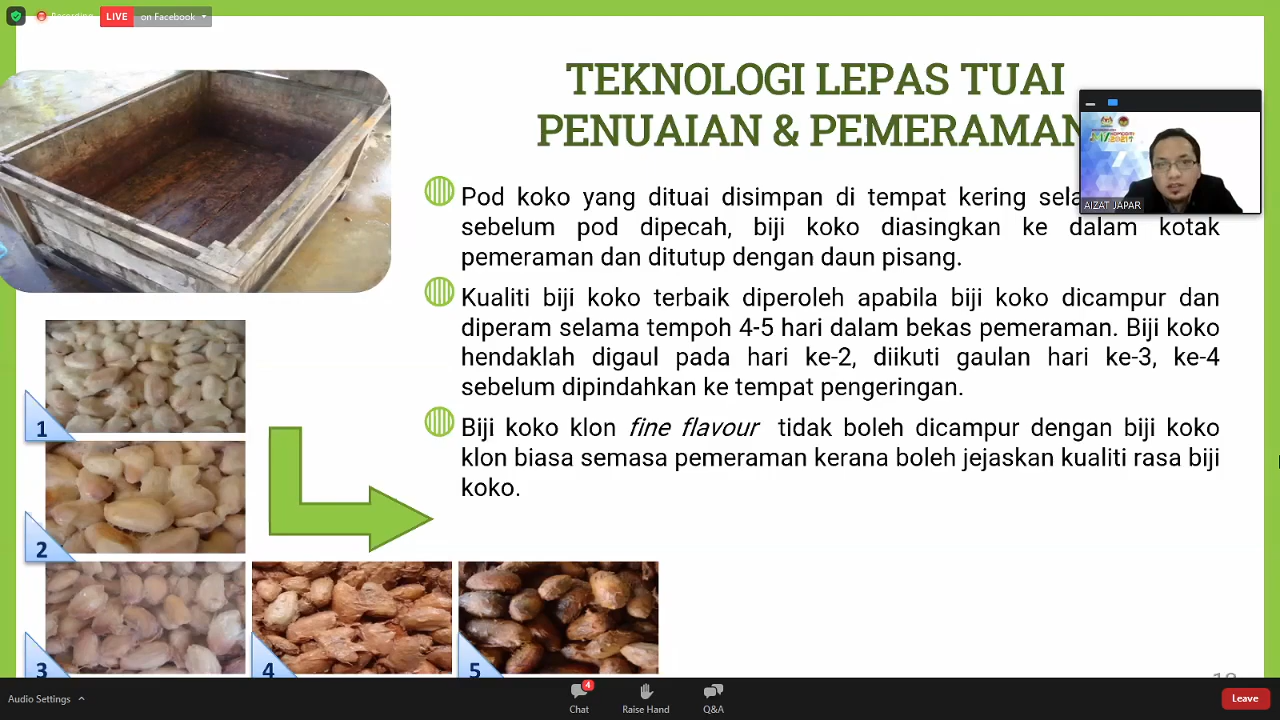 Recording
LIVE on Facebook
TEKNOLOGI LEPAS TUAI
PENUAIAN & PEMERAMAN
AIZAT JAPAR
Pod koko yang dituai disimpan di tempat kering
sebelum pod dipecah, biji koko diasingkan ke dalam kotak
pemeraman dan ditutup dengan daun pisang.
Kualiti biji koko terbaik diperoleh apabila biji koko dicampur dan
diperam selama tempoh 4-5 hari dalam bekas pemeraman. Biji koko
hendaklah digaul pada hari ke-2, diikuti gaulan hari ke-3, ke-4
sebelum dipindahkan ke tempat pengeringan.
Biji koko klon fine flavour tidak boleh dicampur dengan biji koko
klon biasa semasa pemeraman kerana boleh jejaskan kualiti rasa biji
koko.
1
2
3
4
5
Audio Settings
4
Chat
Raise Hand
Q&A
Leave